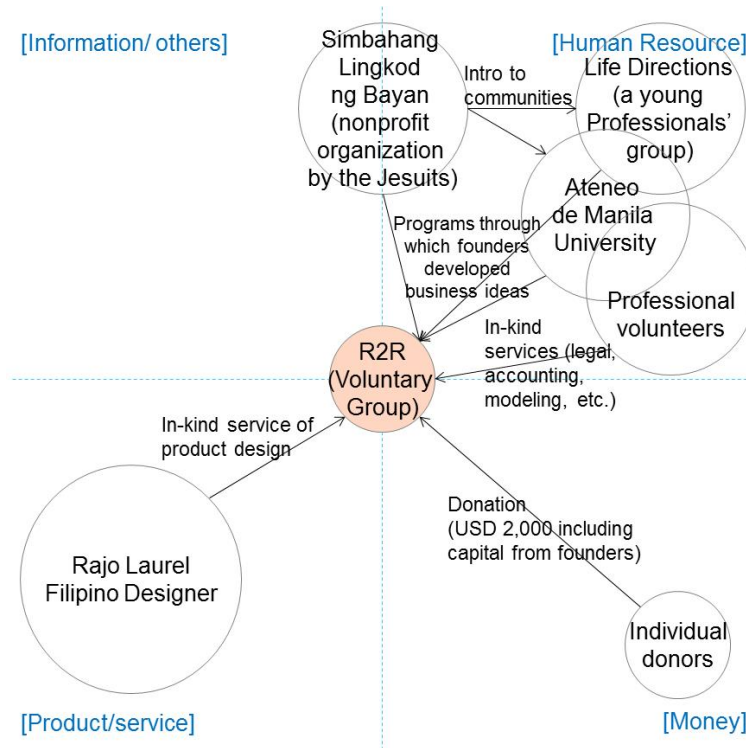 [Information/ others]
Simbahang
Lingkod
ng Bayan
(nonprofit
organization
by the Jesuits)
Intro to
communities
[Human Resource]
Life Directions
(a young
Professionals’
group)
Ateneo
de Manila
University
Professional
volunteers
Programs through
which founders
developed
business ideas
In-kind
services (legal,
accounting,
modeling, etc.)
R2R
(Voluntary
Group)
In-kind service of
product design
Rajo Laurel
Filipino Designer
Donation
(USD 2,000 including
capital from founders)
Individual
donors
[Product/service]
[Money]